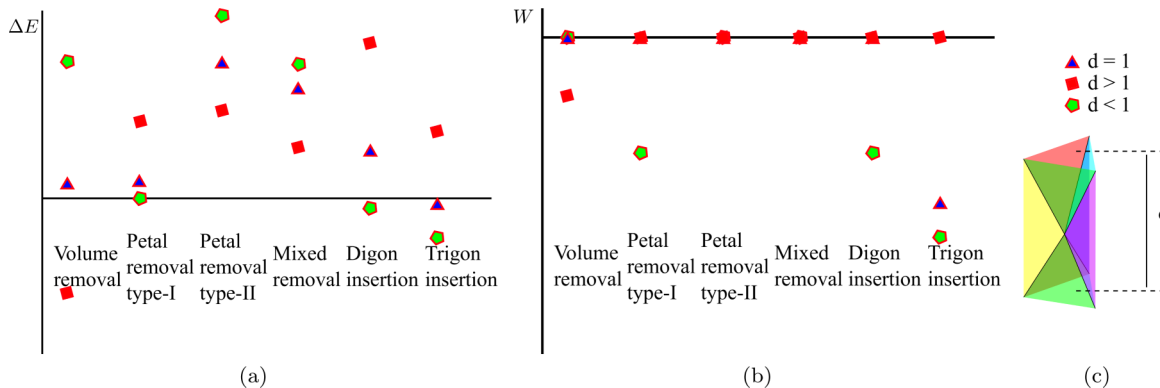 ΔE
Volume removal
Petal removal type-I
Petal removal type-II
Mixed removal
Digon insertion
Trigon insertion
(a)
W
Volume removal
Petal removal type-I
Petal removal type-II
Mixed removal
Digon insertion
Trigon insertion
(b)
d = 1
d > 1
d < 1
(c)